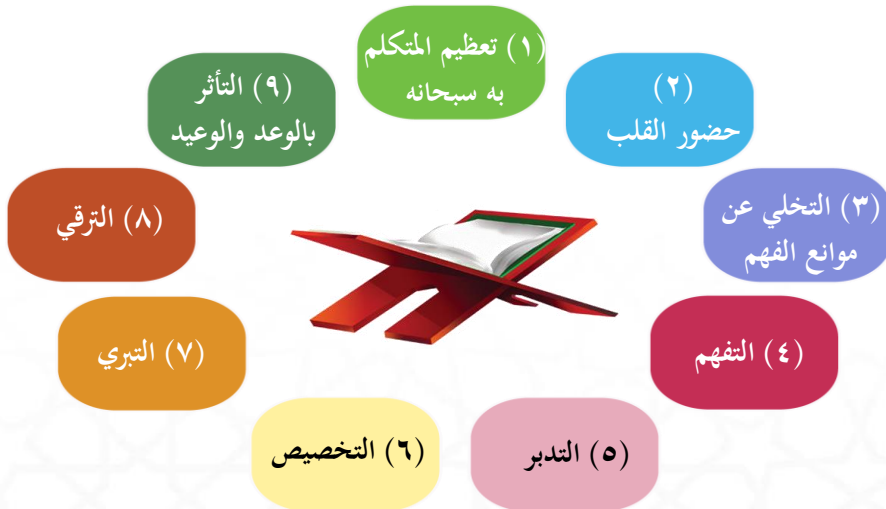 (١) تعظيم المتكلم
به سبحانه
(٢)
حضور القلب
(٣) التخلي عن
موانع الفهم
(٤) التفهم
(٥) التدبر
(٦) التخصيص
(٧) التبري
(٨) الترقي
(٩) التأثر
بالوعد والوعيد